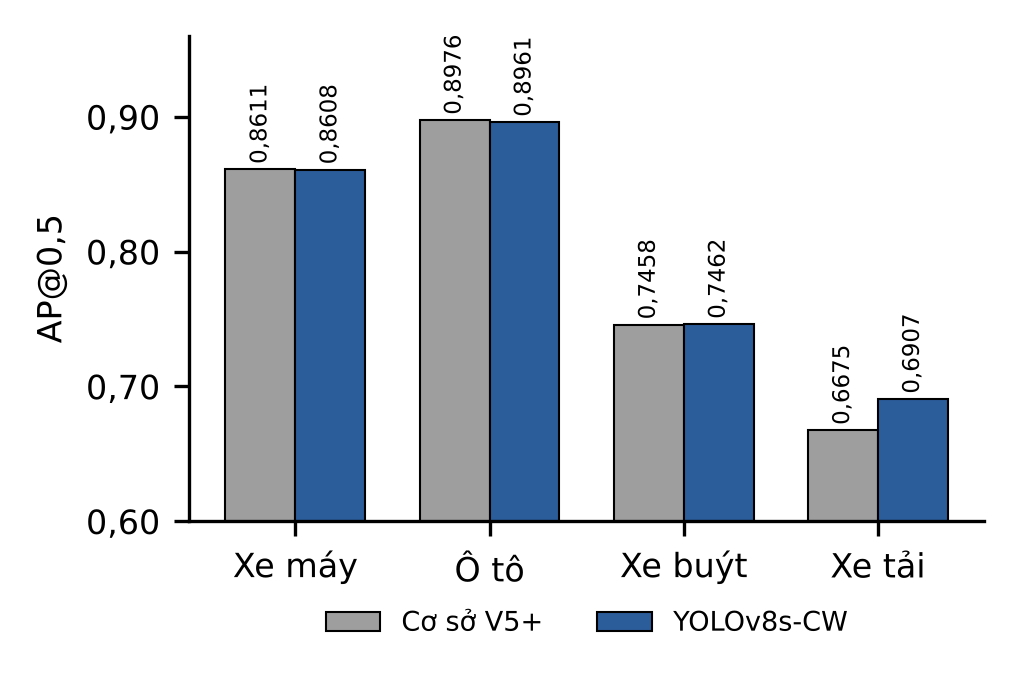 0,8611
0,8608
0,8976
0,8961
0,7458
0,7462
0,6675
0,6907
AP@0,5
0,90
0,80
0,70
0,60
Xe máy
Ô tô
Xe buýt
Xe tải
Cơ sở V5+
YOLOv8s-CW